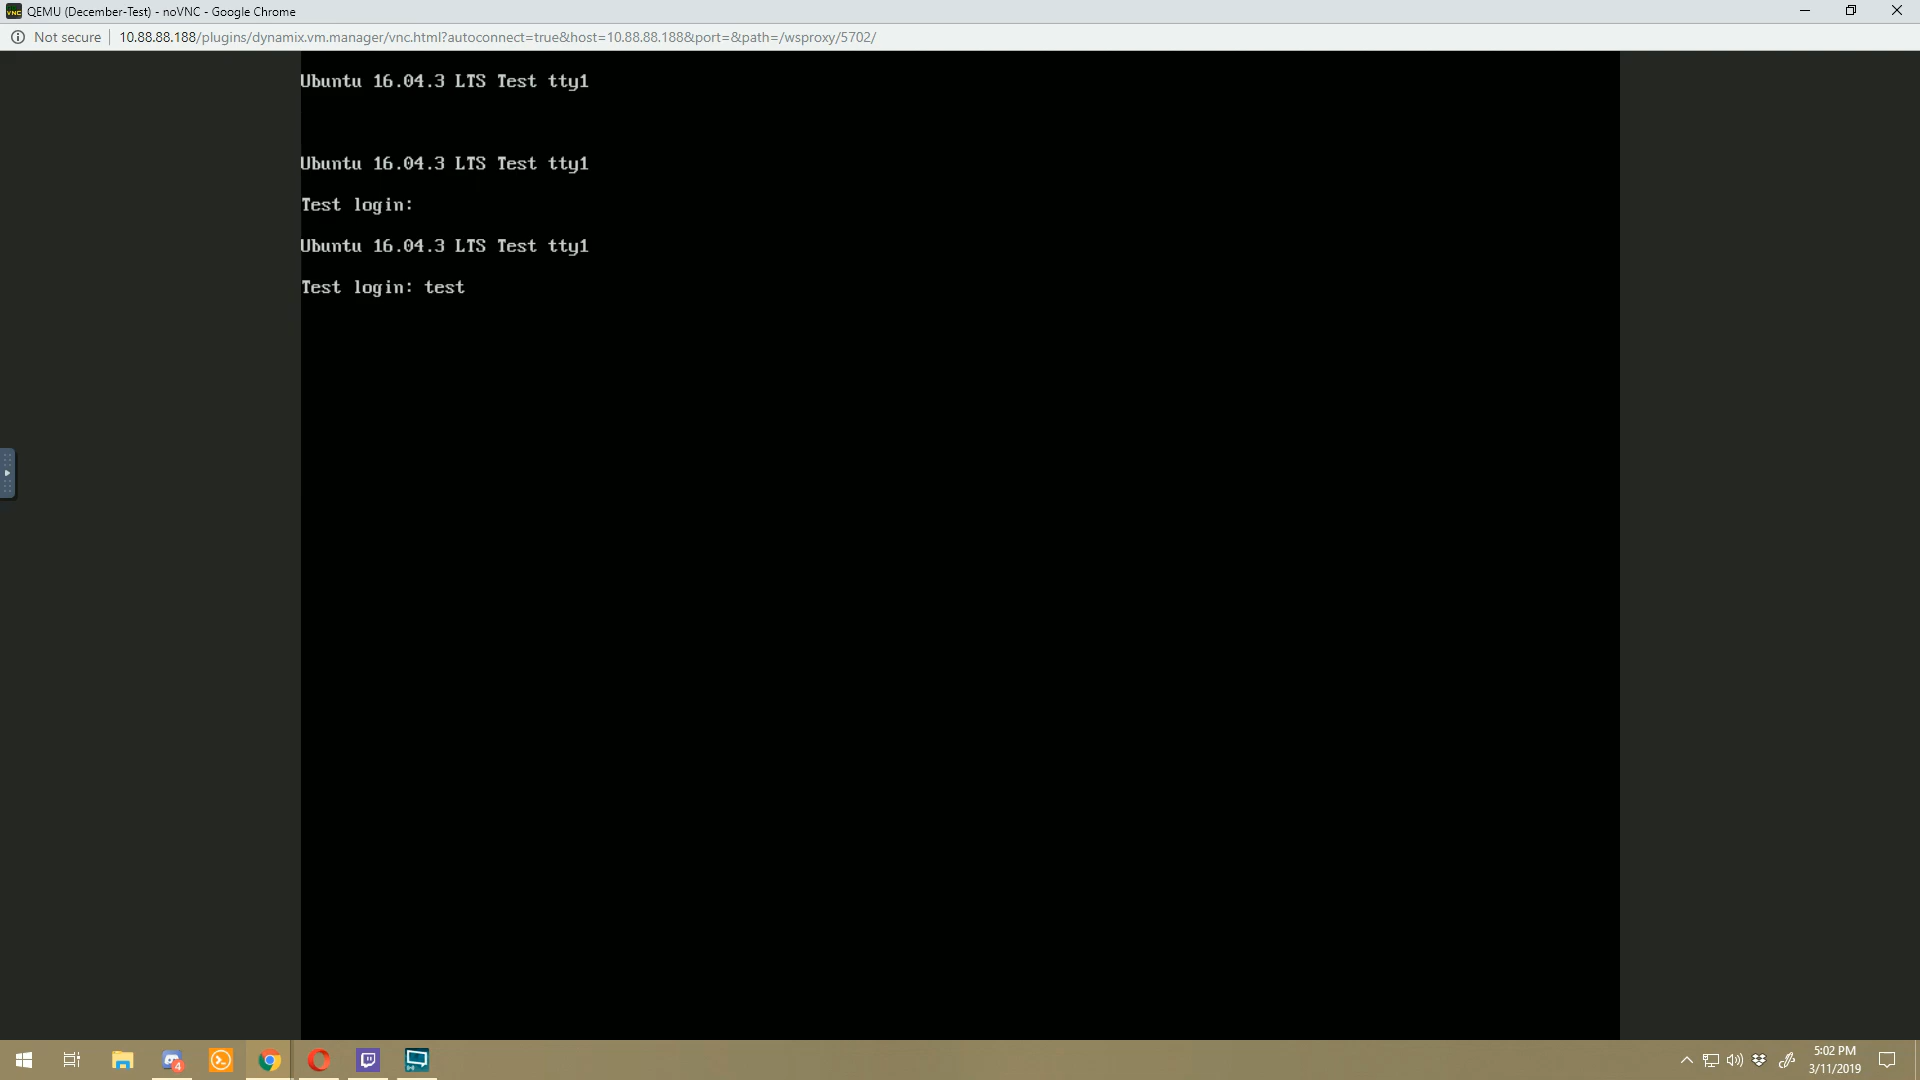 QEMU (December-Test) - noVNC - Google Chrome
Not secure | 10.88.88.188/plugins/dynamix.vm.manager/vnc.html?autoconnect=true&host=10.88.88.188&port=&path=/wsproxy/5702/
Ubuntu 16.04.3 LTS Test tty1
Ubuntu 16.04.3 LTS Test tty1
Test login:
Ubuntu 16.04.3 LTS Test tty1
Test login: test
4
5:02 PM
3/11/2019